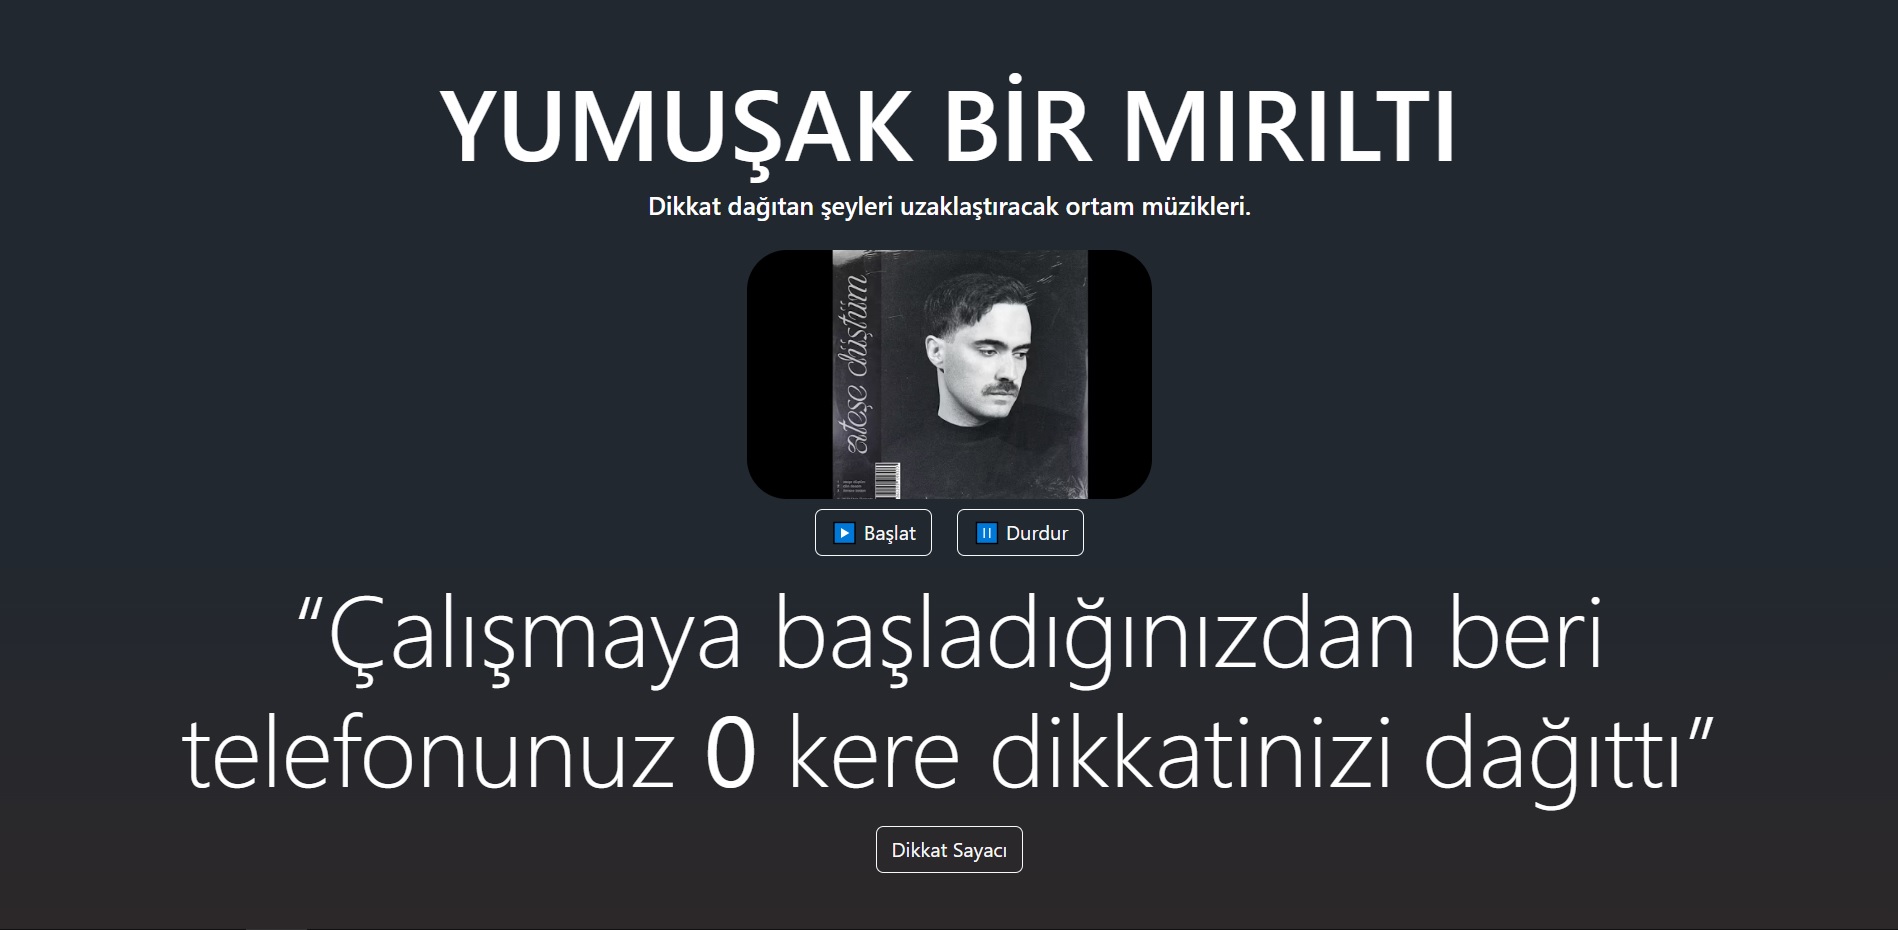 YUMUŞAK BİR MIRILTI
Dikkat dağıtan şeyleri uzaklaştıracak ortam müzikleri.
ateşe düştüm
Başlat
Durdur
“Çalışmaya başladığınızdan beri
telefonunuz 0 kere dikkatinizi dağıttı”
Dikkat Sayacı